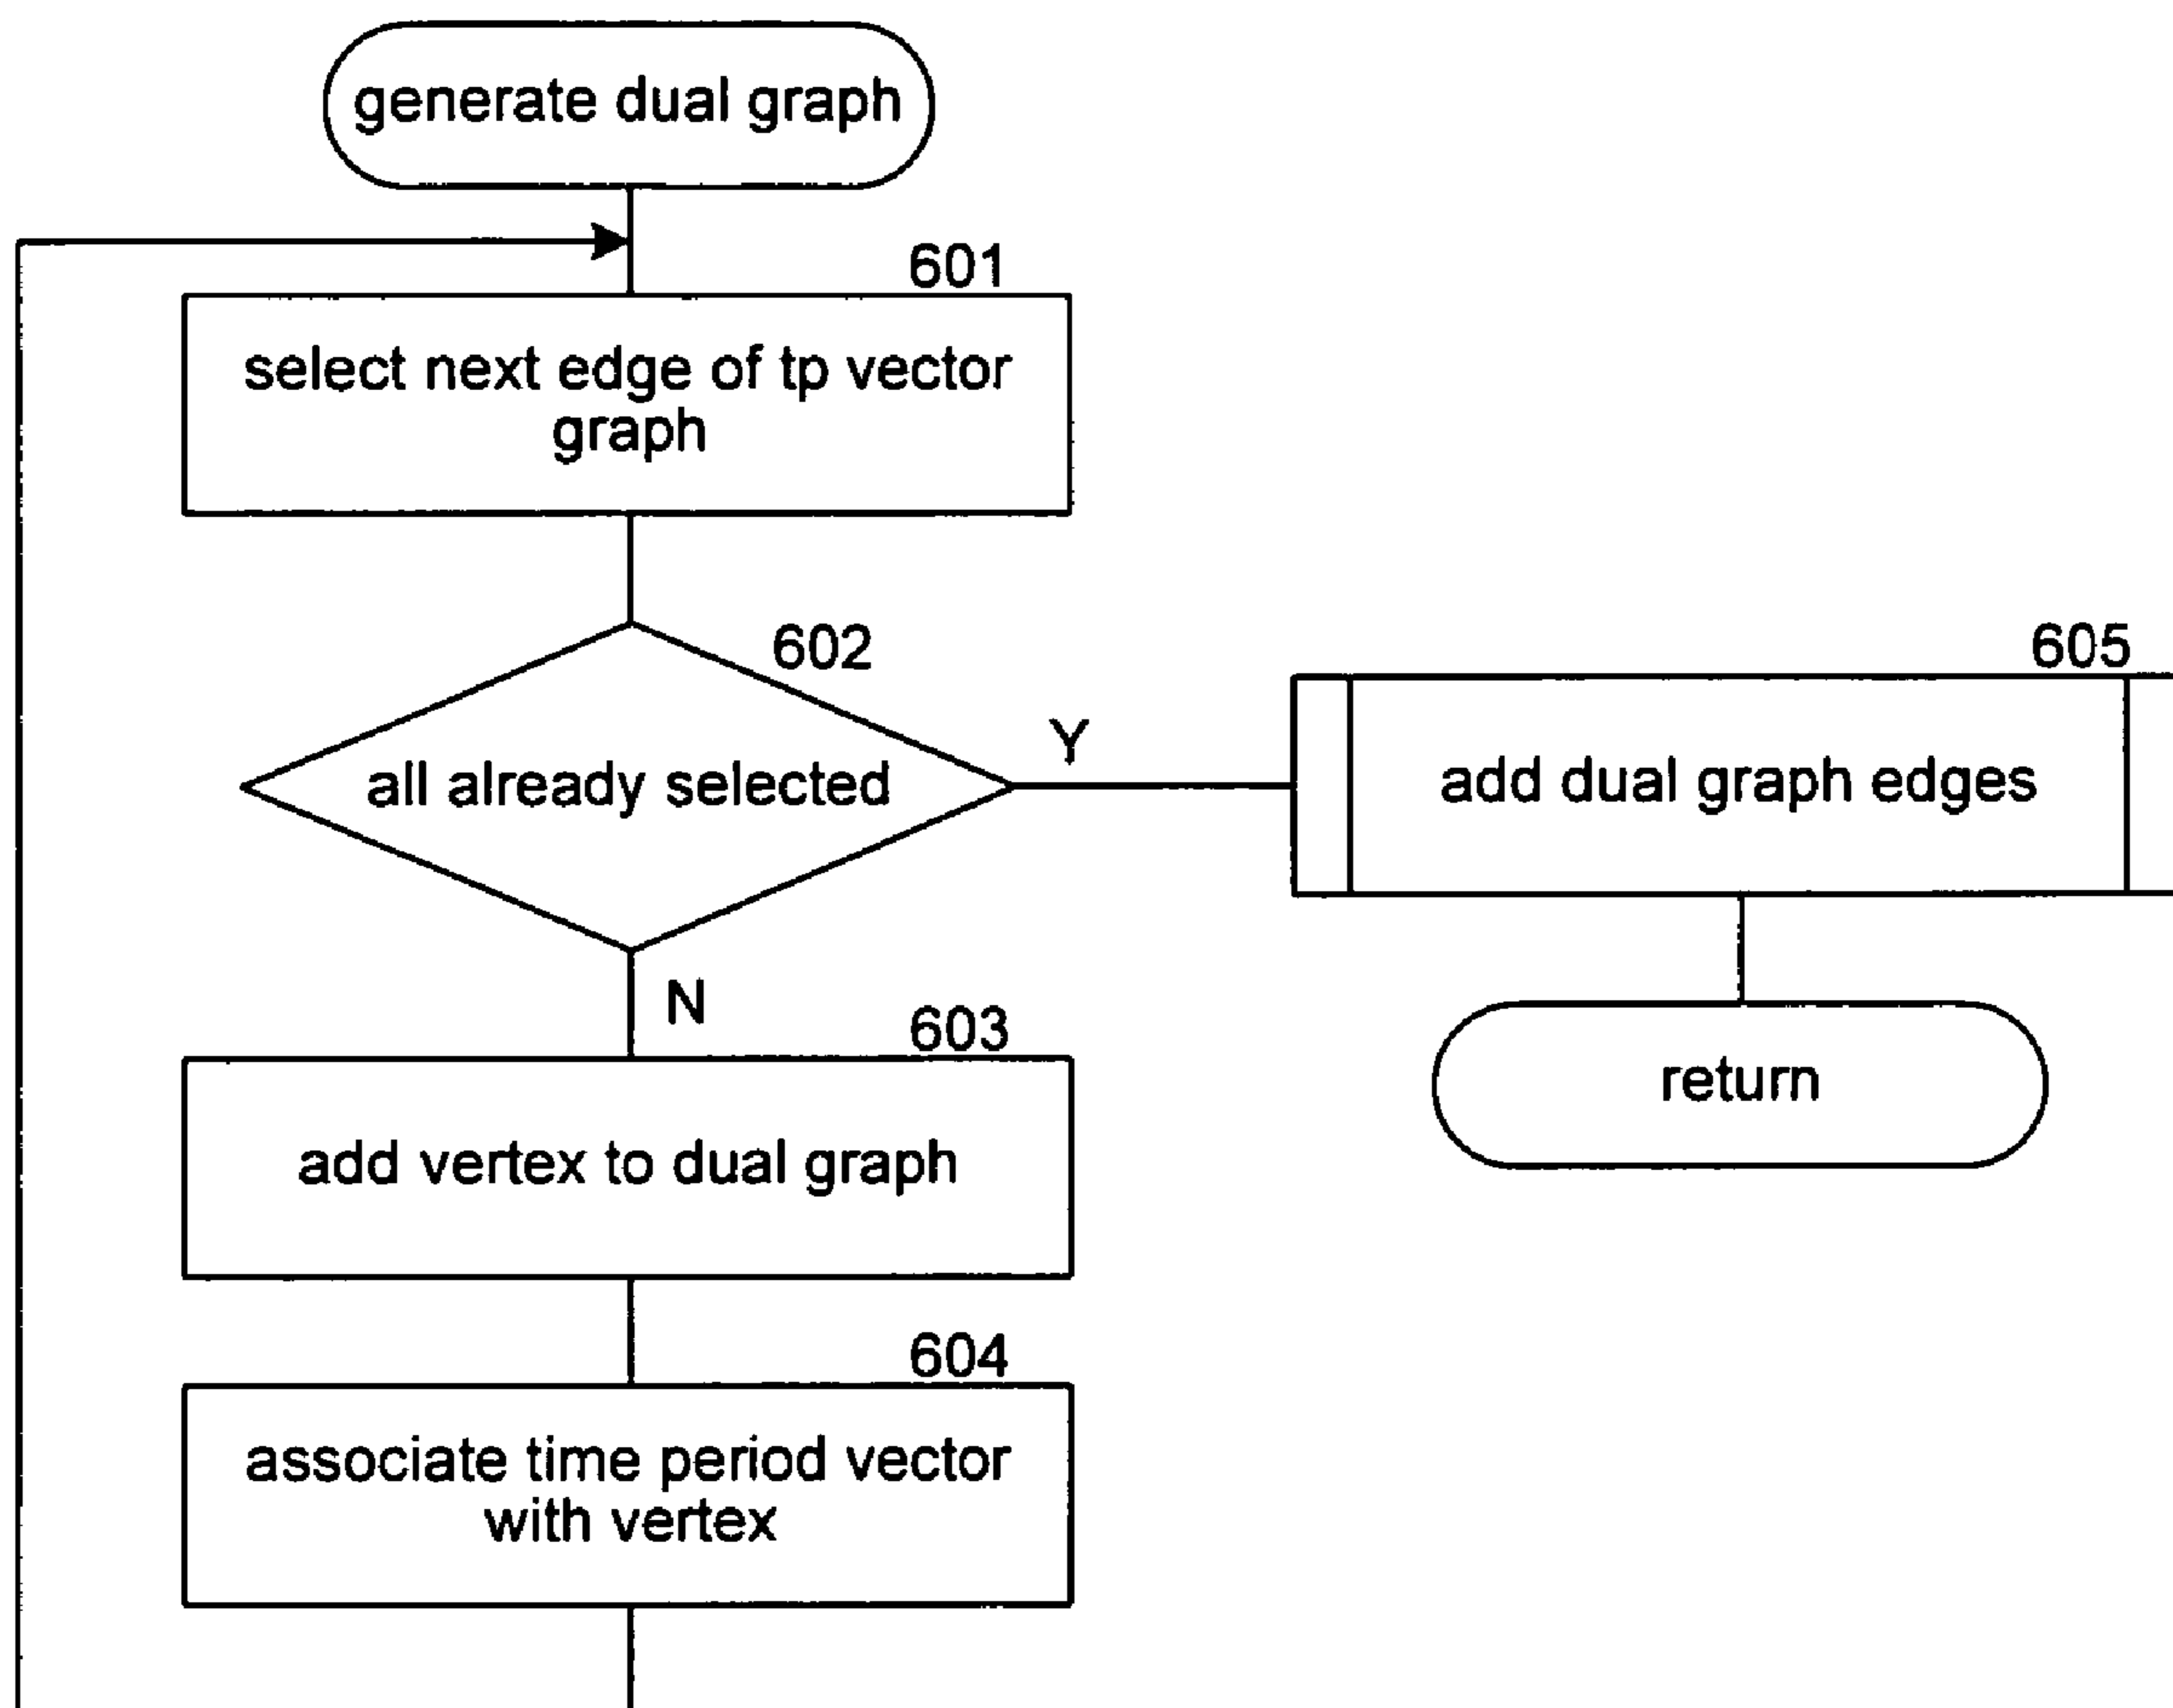 generate dual graph
601
select next edge of tp vector
graph
602
all already selected
Y
605
add dual graph edges
return
N
603
add vertex to dual graph
604
associate time period vector
with vertex